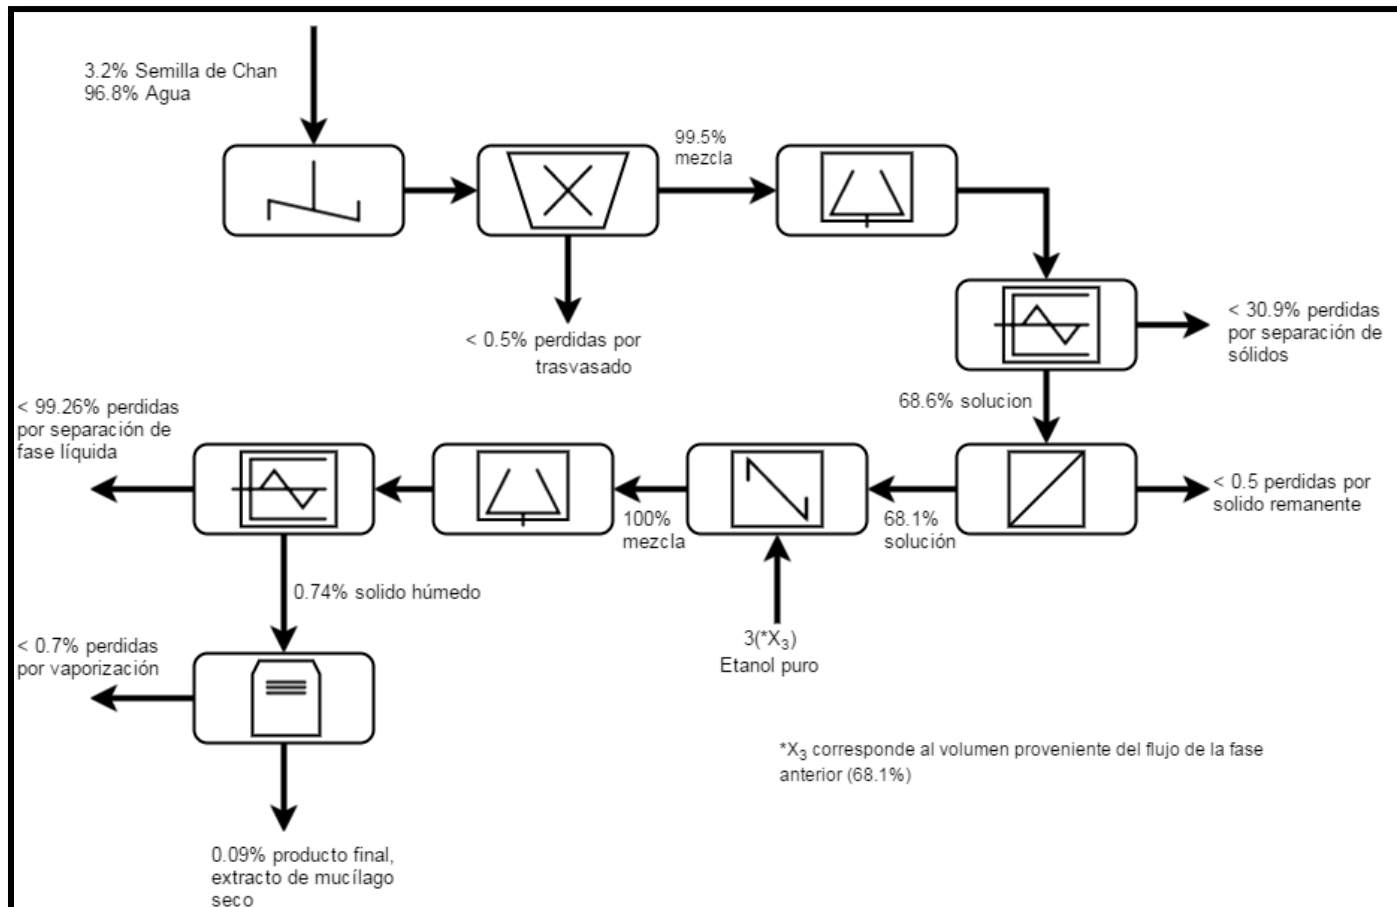 3.2% Semilla de Chan
96.8% Agua
99.5%
mezcla
< 0.5% perdidas por
trasvasado
< 30.9% perdidas
por separación de
sólidos
68.6% solucion
< 0.5 perdidas por
solido remanente
68.1%
solución
3(*X₃)
Etanol puro
100%
mezcla
< 99.26% perdidas
por separación de
fase líquida
0.74% solido húmedo
< 0.7% perdidas
por vaporización
0.09% producto final,
extracto de mucílago
seco
*X₃ corresponde al volumen proveniente del flujo de la fase
anterior (68.1%)